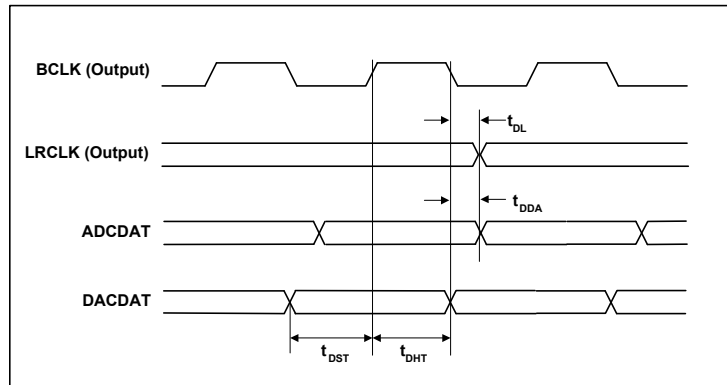 BCLK (Output)
t_DL
LRCLK (Output)
t_DDA
ADCDAT
DACDAT
t_DST
t_DHT